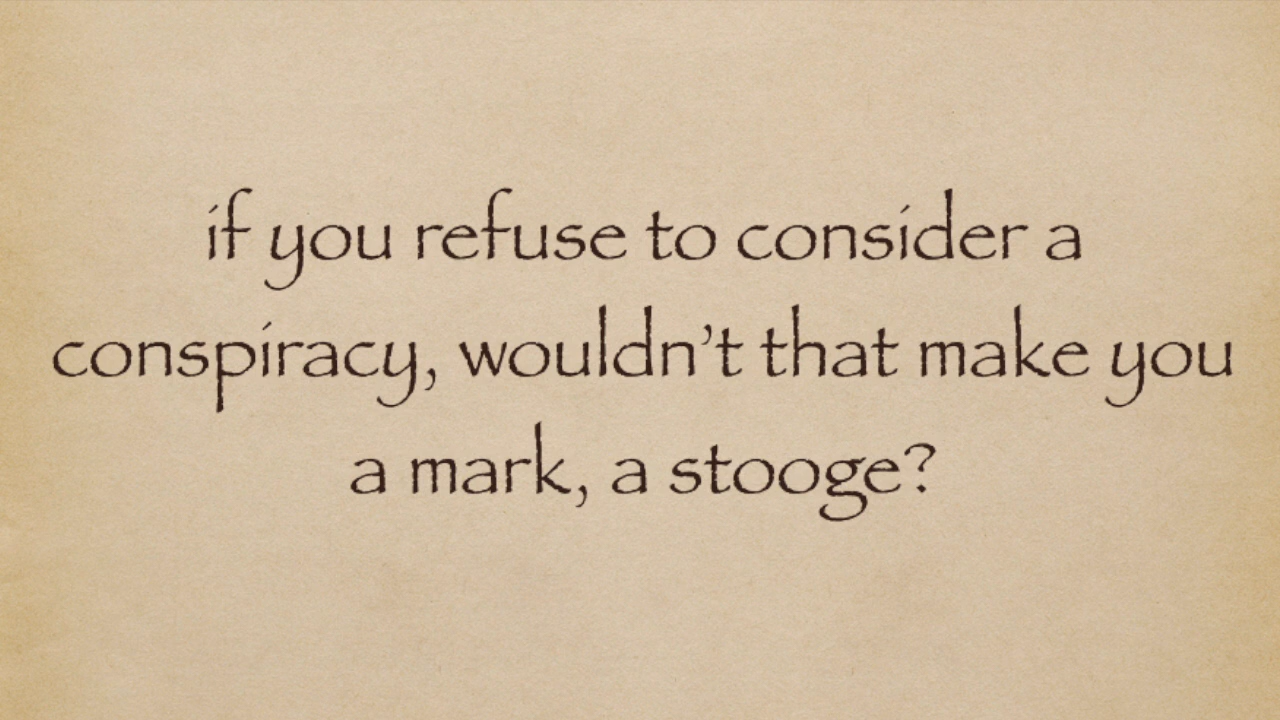 if you refuse to consider a
conspiracy, wouldn’t that make you
a mark, a stooge?